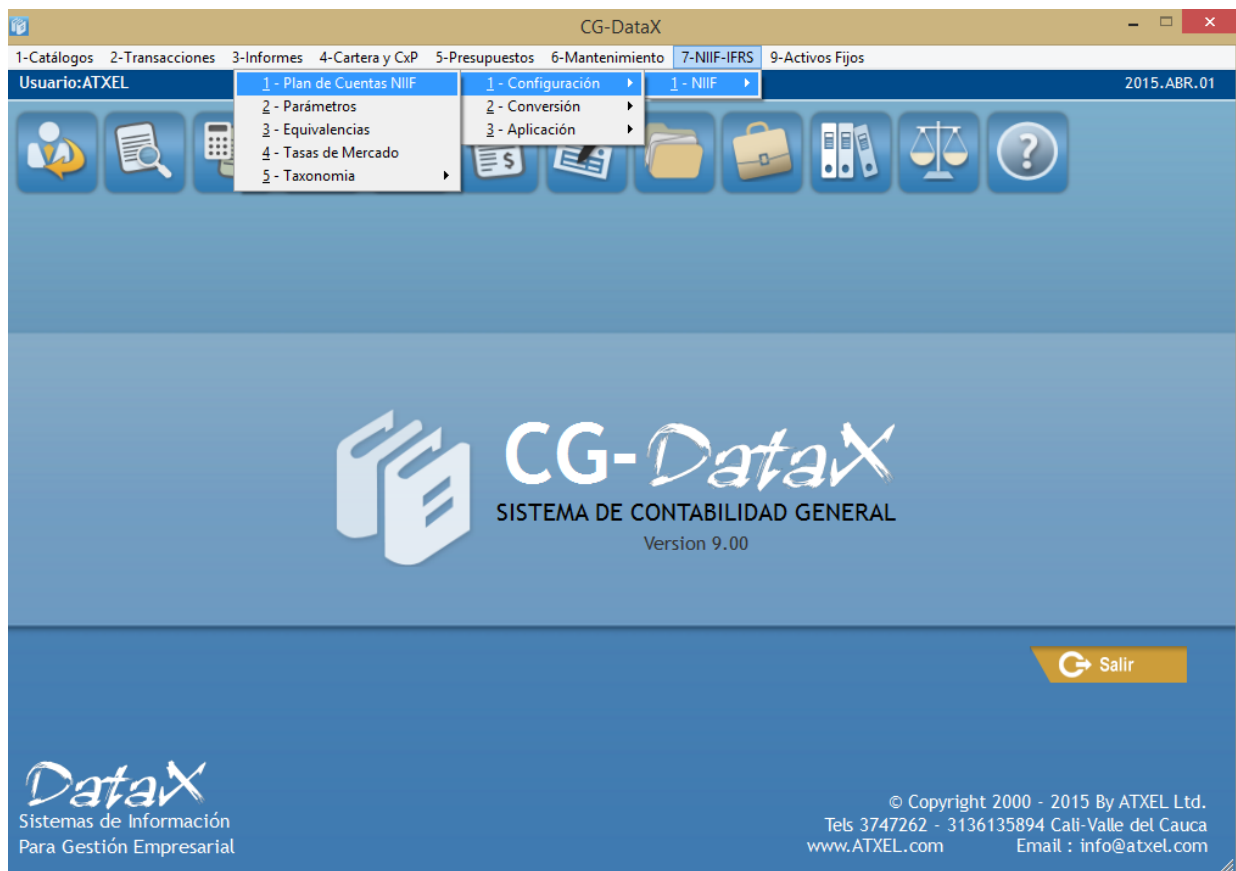 CG-DataX
1-Catálogos 2-Transacciones 3-Informes 4-Cartera y CxP 5-Presupuestos 6-Mantenimiento 7-NIIF-IFRS 9-Activos Fijos
Usuario:ATXEL
2015.ABR.01
1 - NIIF
1 - Configuración
2 - Conversión
3 - Aplicación
1 - Plan de Cuentas NIIF
2 - Parámetros
3 - Equivalencias
4 - Tasas de Mercado
5 - Taxonomia
CG-DataX
SISTEMA DE CONTABILIDAD GENERAL
Version 9.00
Salir
DataX
Sistemas de Información
Para Gestión Empresarial
© Copyright 2000 - 2015 By ATXEL Ltd.
Tels 3747262 - 3136135894 Cali-Valle del Cauca
www.ATXEL.com Email : info@atxel.com